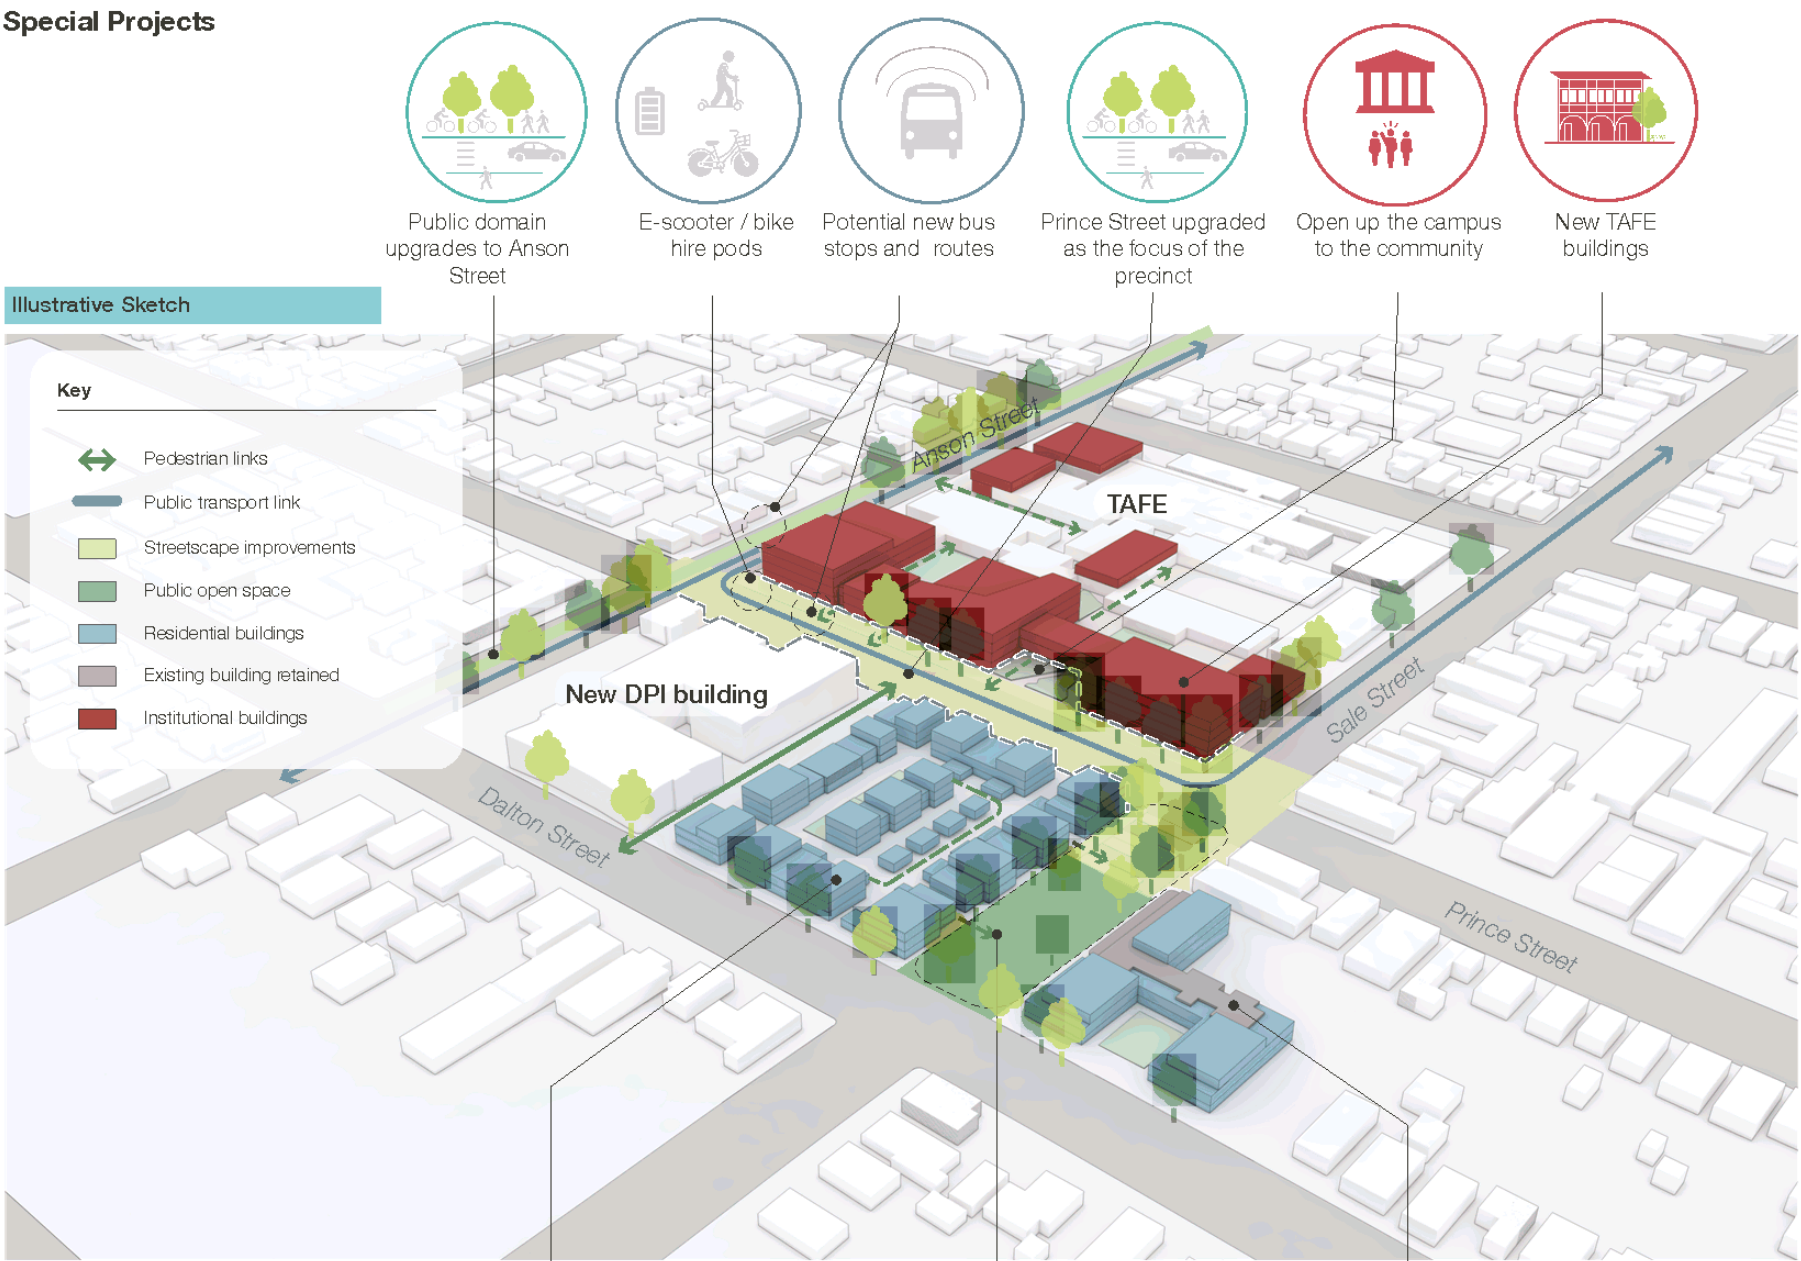 Special Projects
Public domain
upgrades to Anson
Street
E-scooter / bike
hire pods
Potential new bus
stops and routes
Prince Street upgraded
as the focus of the
precinct
Open up the campus
to the community
New TAFE
buildings
Illustrative Sketch
Key
Pedestrian links
Public transport link
Streetscape improvements
Public open space
Residential buildings
Existing building retained
Institutional buildings
Anson Street
TAFE
New DPI building
Sale Street
Dalton Street
Prince Street